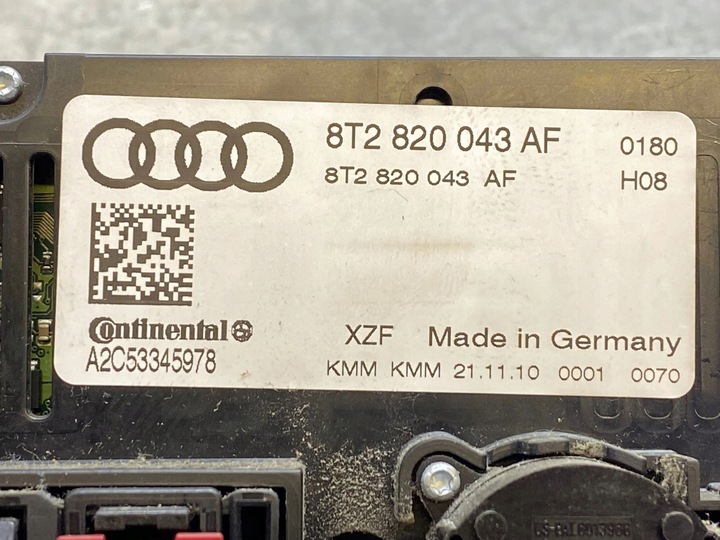 8T2 820 043 AF 0180
8T2 820 043 AF H08
Continental
A2C53345978
XZF Made in Germany
KMM KMM 21.11.10 0001 0070